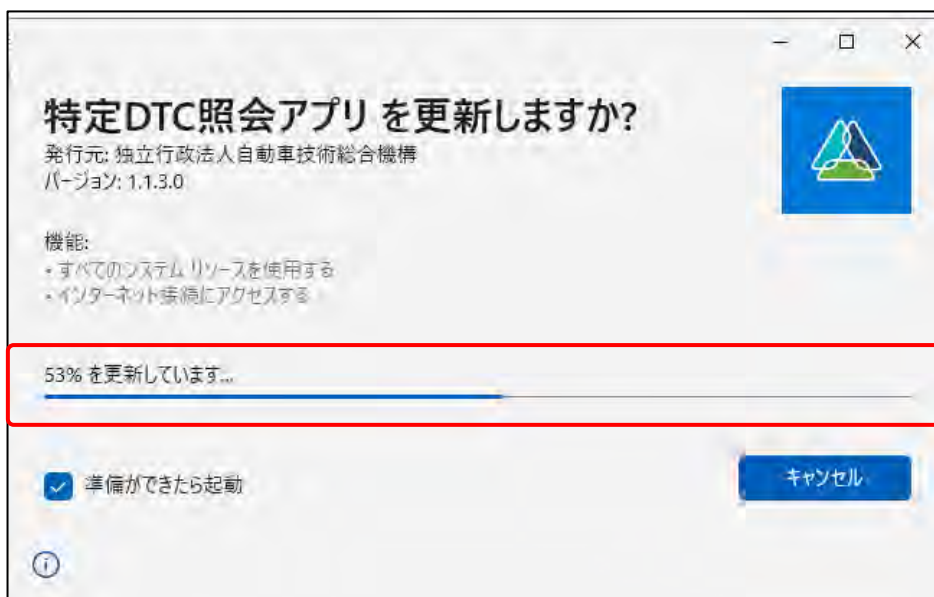 特定DTC照会アプリ を更新しますか?
発行元: 独立行政法人自動車技術総合機構
バージョン: 1.1.3.0
機能:
• すべてのシステム リソースを使用する
• インターネット接続にアクセスする
53% を更新しています...
準備ができたら起動
キャンセル